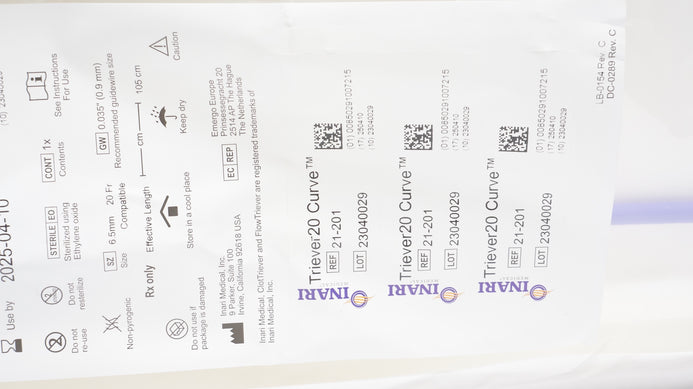 (10) 23040029
Use by 2025-04-10
Do not
re-use
Do not
resterilize
STERILE EO
Sterilized using
Ethylene oxide
CONT 1x
Contents
See Instructions
For Use
Non-pyrogenic
SZ 6.5mm 20 Fr
Size Compatible
GW 0.035" (0.9 mm)
Recommended guidewire size
Rx only Effective Length cm 105 cm
Do not use if
package is damaged
Store in a cool place
Keep dry
Caution
Inari Medical, Inc.
9 Parker, Suite 100
Irvine, California 92618 USA
EC REP
Emergo Europe
Prinsessegracht 20
2514 AP The Hague
The Netherlands
Inari Medical, ClotTriever and FlowTriever are registered trademarks of
Inari Medical, Inc.
INARI
MEDICAL
Triever20 Curve™
REF 21-201
LOT 23040029
(01) 00850291007215
(17) 250410
(10) 23040029
INARI
MEDICAL
Triever20 Curve™
REF 21-201
LOT 23040029
(01) 00850291007215
(17) 250410
(10) 23040029
INARI
MEDICAL
Triever20 Curve™
REF 21-201
LOT 23040029
(01) 00850291007215
(17) 250410
(10) 23040029
LB-0154 Rev. C
DC-0289 Rev. C